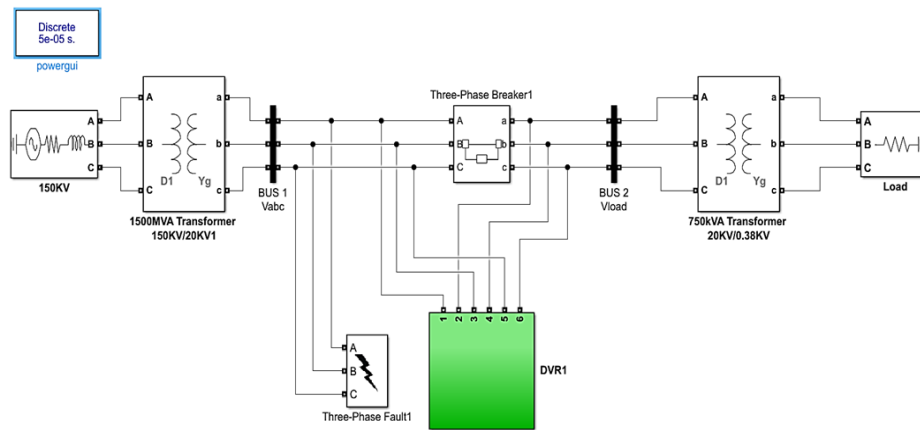 Discrete
5e-05 s.
powergui
A
B
C
150KV
A
B
C
D1
Yg
a
b
c
1500MVA Transformer
150KV/20KV1
BUS 1
Vabc
Three-Phase Breaker1
A
B
C
a
b
c
BUS 2
Vload
A
B
C
D1
Yg
a
b
c
750kVA Transformer
20KV/0.38KV
A
B
C
Load
A
B
C
Three-Phase Fault1
1 2 3 4 5 6
DVR1